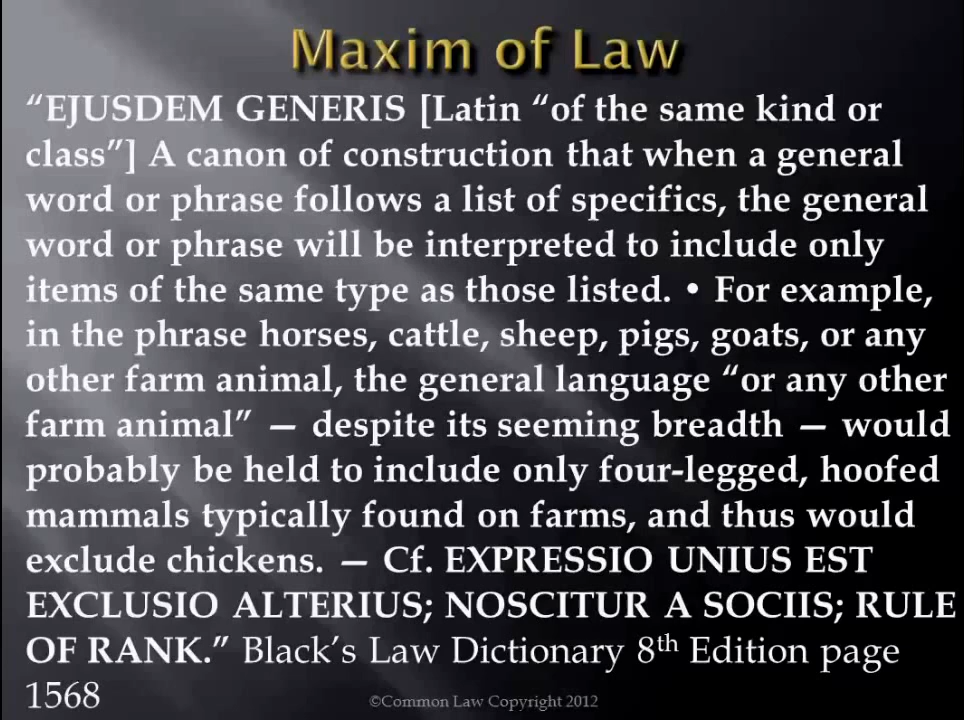 Maxim of Law
“EJUSDEM GENERIS [Latin “of the same kind or
class”] A canon of construction that when a general
word or phrase follows a list of specifics, the general
word or phrase will be interpreted to include only
items of the same type as those listed. • For example,
in the phrase horses, cattle, sheep, pigs, goats, or any
other farm animal, the general language “or any other
farm animal” — despite its seeming breadth — would
probably be held to include only four-legged, hoofed
mammals typically found on farms, and thus would
exclude chickens. — Cf. EXPRESSIO UNIUS EST
EXCLUSIO ALTERIUS; NOSCITUR A SOCIIS; RULE
OF RANK.” Black’s Law Dictionary 8th Edition page
1568
©Common Law Copyright 2012